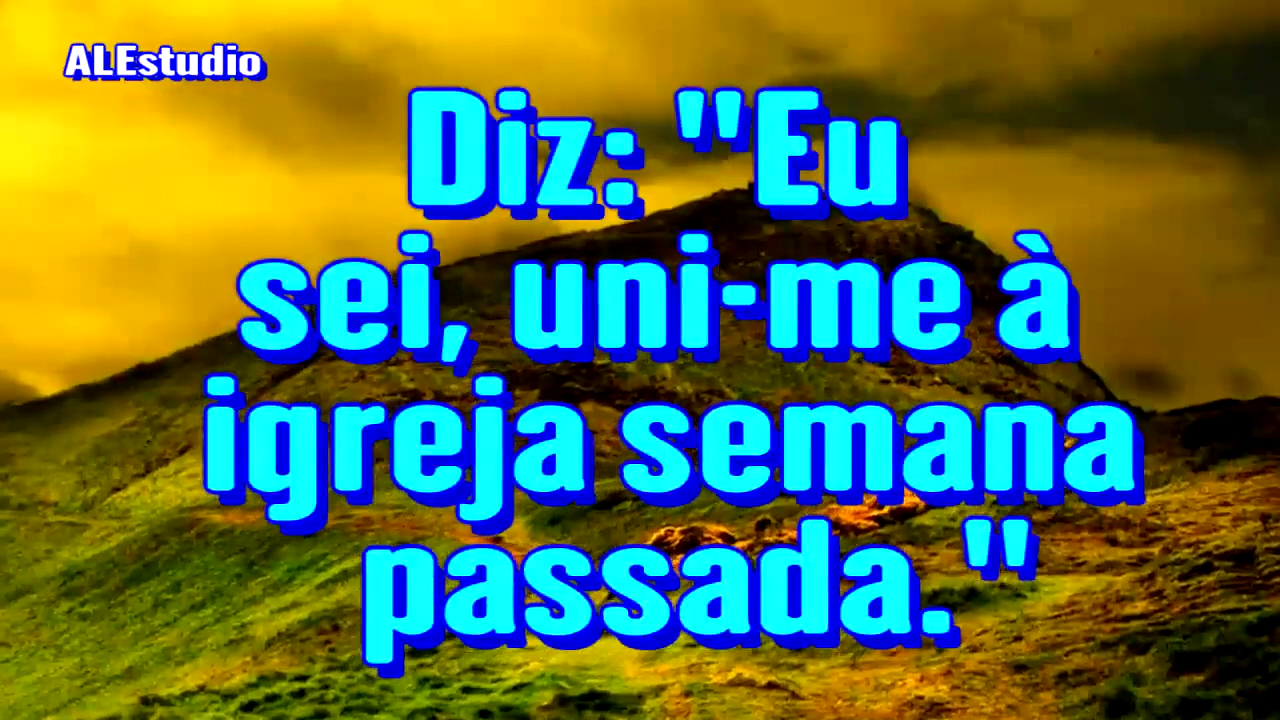 ALEstudio
Diz: "Eu
sei, uni-me à
igreja semana
passada."